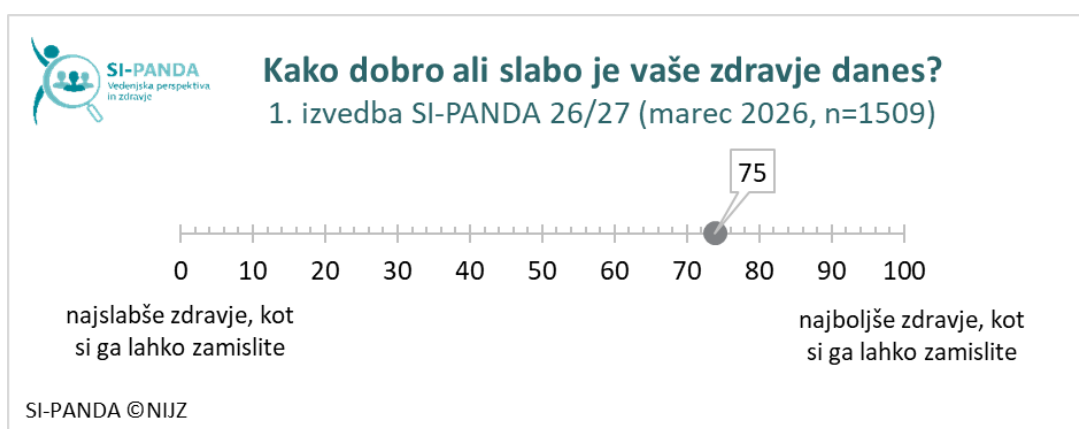 SI-PANDA
Vedenjska perspektiva
in zdravje
Kako dobro ali slabo je vaše zdravje danes?
1. izvedba SI-PANDA 26/27 (marec 2026, n=1509)
75
0 10 20 30 40 50 60 70 80 90 100
najslabše zdravje, kot
si ga lahko zamislite
najboljše zdravje, kot
si ga lahko zamislite
SI-PANDA ©NIJZ